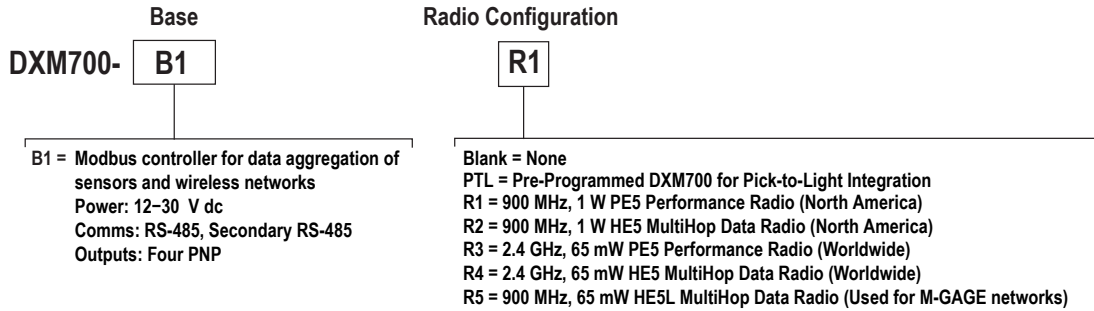 Base
Radio Configuration
DXM700- B1
R1
B1 = Modbus controller for data aggregation of
sensors and wireless networks
Power: 12−30 V dc
Comms: RS-485, Secondary RS-485
Outputs: Four PNP
Blank = None
PTL = Pre-Programmed DXM700 for Pick-to-Light Integration
R1 = 900 MHz, 1 W PE5 Performance Radio (North America)
R2 = 900 MHz, 1 W HE5 MultiHop Data Radio (North America)
R3 = 2.4 GHz, 65 mW PE5 Performance Radio (Worldwide)
R4 = 2.4 GHz, 65 mW HE5 MultiHop Data Radio (Worldwide)
R5 = 900 MHz, 65 mW HE5L MultiHop Data Radio (Used for M-GAGE networks)